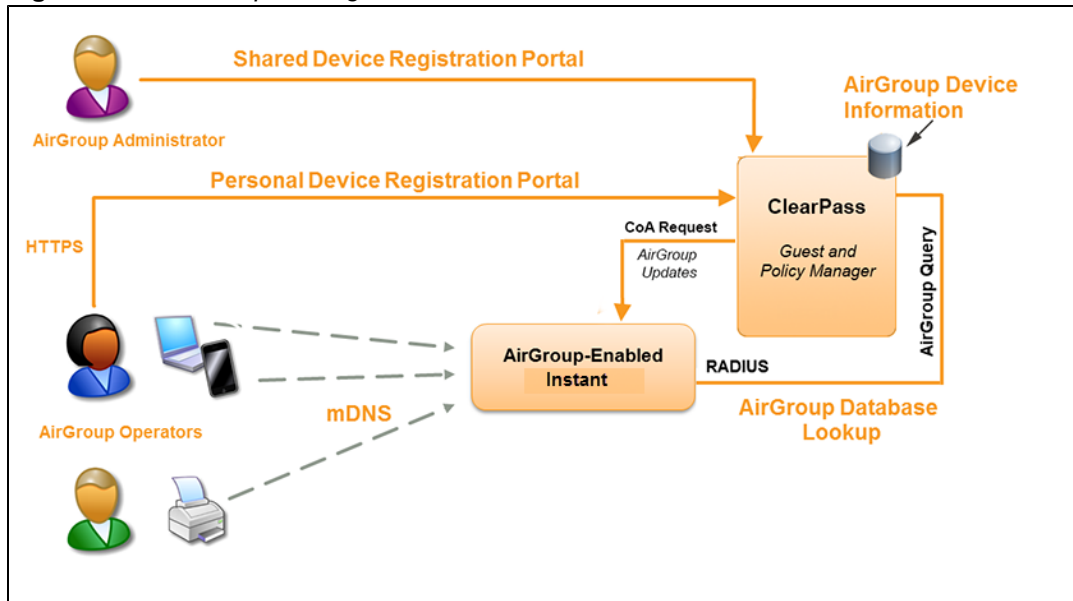 Shared Device Registration Portal
AirGroup Device
Information
AirGroup Administrator
Personal Device Registration Portal
ClearPass
Guest and
Policy Manager
HTTPS
CoA Request
AirGroup
Updates
AirGroup Query
AirGroup-Enabled
Instant
RADIUS
mDNS
AirGroup Database
Lookup
AirGroup Operators